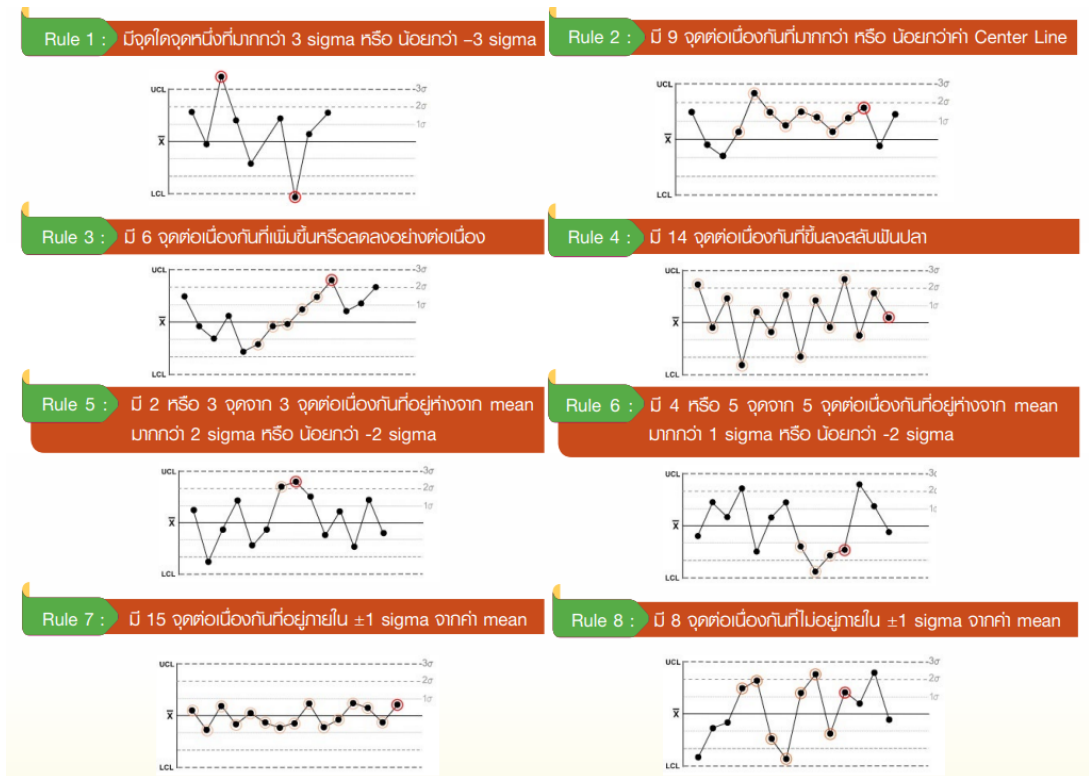 Rule 1 : มีจุดใดจุดหนึ่งที่มากกว่า 3 sigma หรือ น้อยกว่า -3 sigma
UCL
3σ
2σ
1σ
X̄
LCL
Rule 2 : มี 9 จุดต่อเนื่องกันที่มากกว่า หรือ น้อยกว่าค่า Center Line
UCL
3σ
2σ
1σ
X̄
LCL
Rule 3 : มี 6 จุดต่อเนื่องกันที่เพิ่มขึ้นหรือลดลงอย่างต่อเนื่อง
UCL
3σ
2σ
1σ
X̄
LCL
Rule 4 : มี 14 จุดต่อเนื่องกันที่ขึ้นลงสลับฟันปลา
UCL
3σ
2σ
1σ
X̄
LCL
Rule 5 : มี 2 หรือ 3 จุดจาก 3 จุดต่อเนื่องกันที่อยู่ห่างจาก mean
มากกว่า 2 sigma หรือ น้อยกว่า -2 sigma
UCL
3σ
2σ
1σ
X̄
LCL
Rule 6 : มี 4 หรือ 5 จุดจาก 5 จุดต่อเนื่องกันที่อยู่ห่างจาก mean
มากกว่า 1 sigma หรือ น้อยกว่า -2 sigma
UCL
3σ
2σ
1σ
X̄
LCL
Rule 7 : มี 15 จุดต่อเนื่องกันที่อยู่ภายใน ±1 sigma จากค่า mean
UCL
3σ
2σ
1σ
X̄
LCL
Rule 8 : มี 8 จุดต่อเนื่องกันที่ไม่อยู่ภายใน ±1 sigma จากค่า mean
UCL
3σ
2σ
1σ
X̄
LCL